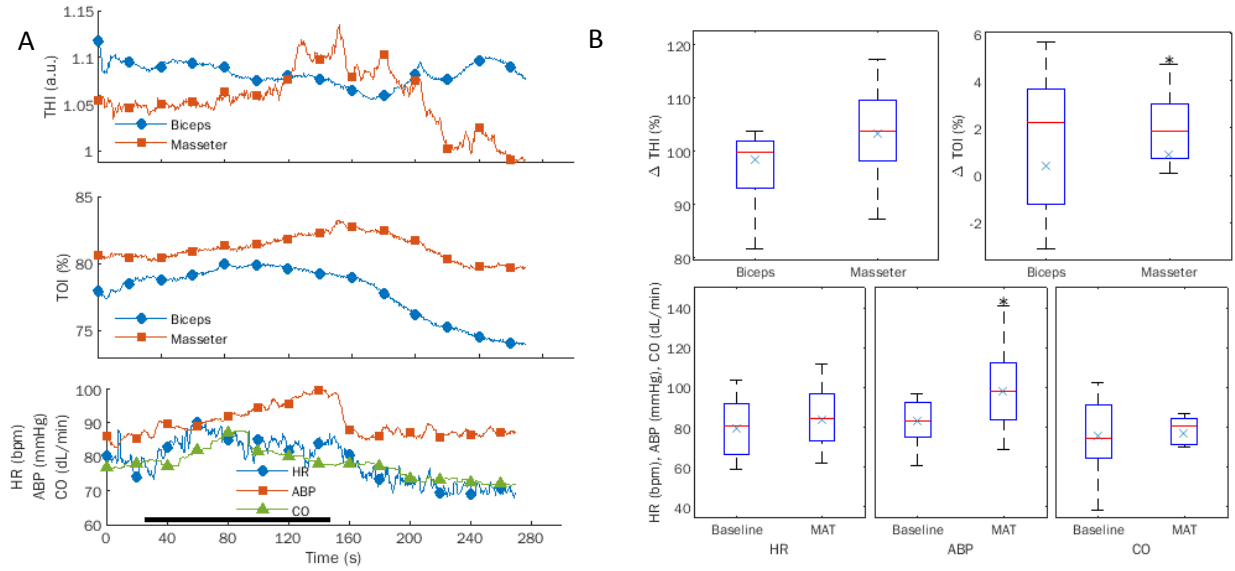 A
1.15
1.1
1.05
1
THI (a.u.)
Biceps
Masseter
85
80
75
TOI (%)
Biceps
Masseter
100
90
80
70
60
HR (bpm)
ABP (mmHg)
CO (dL/min)
HR
ABP
CO
0 40 80 120 160 200 240 280
Time (s)
B
120
110
100
90
80
Δ THI (%)
Biceps Masseter
6
4
2
0
-2
Δ TOI (%)
*
Biceps Masseter
140
120
100
80
60
40
HR (bpm), ABP (mmHg), CO (dL/min)
*
Baseline MAT Baseline MAT Baseline MAT
HR ABP CO